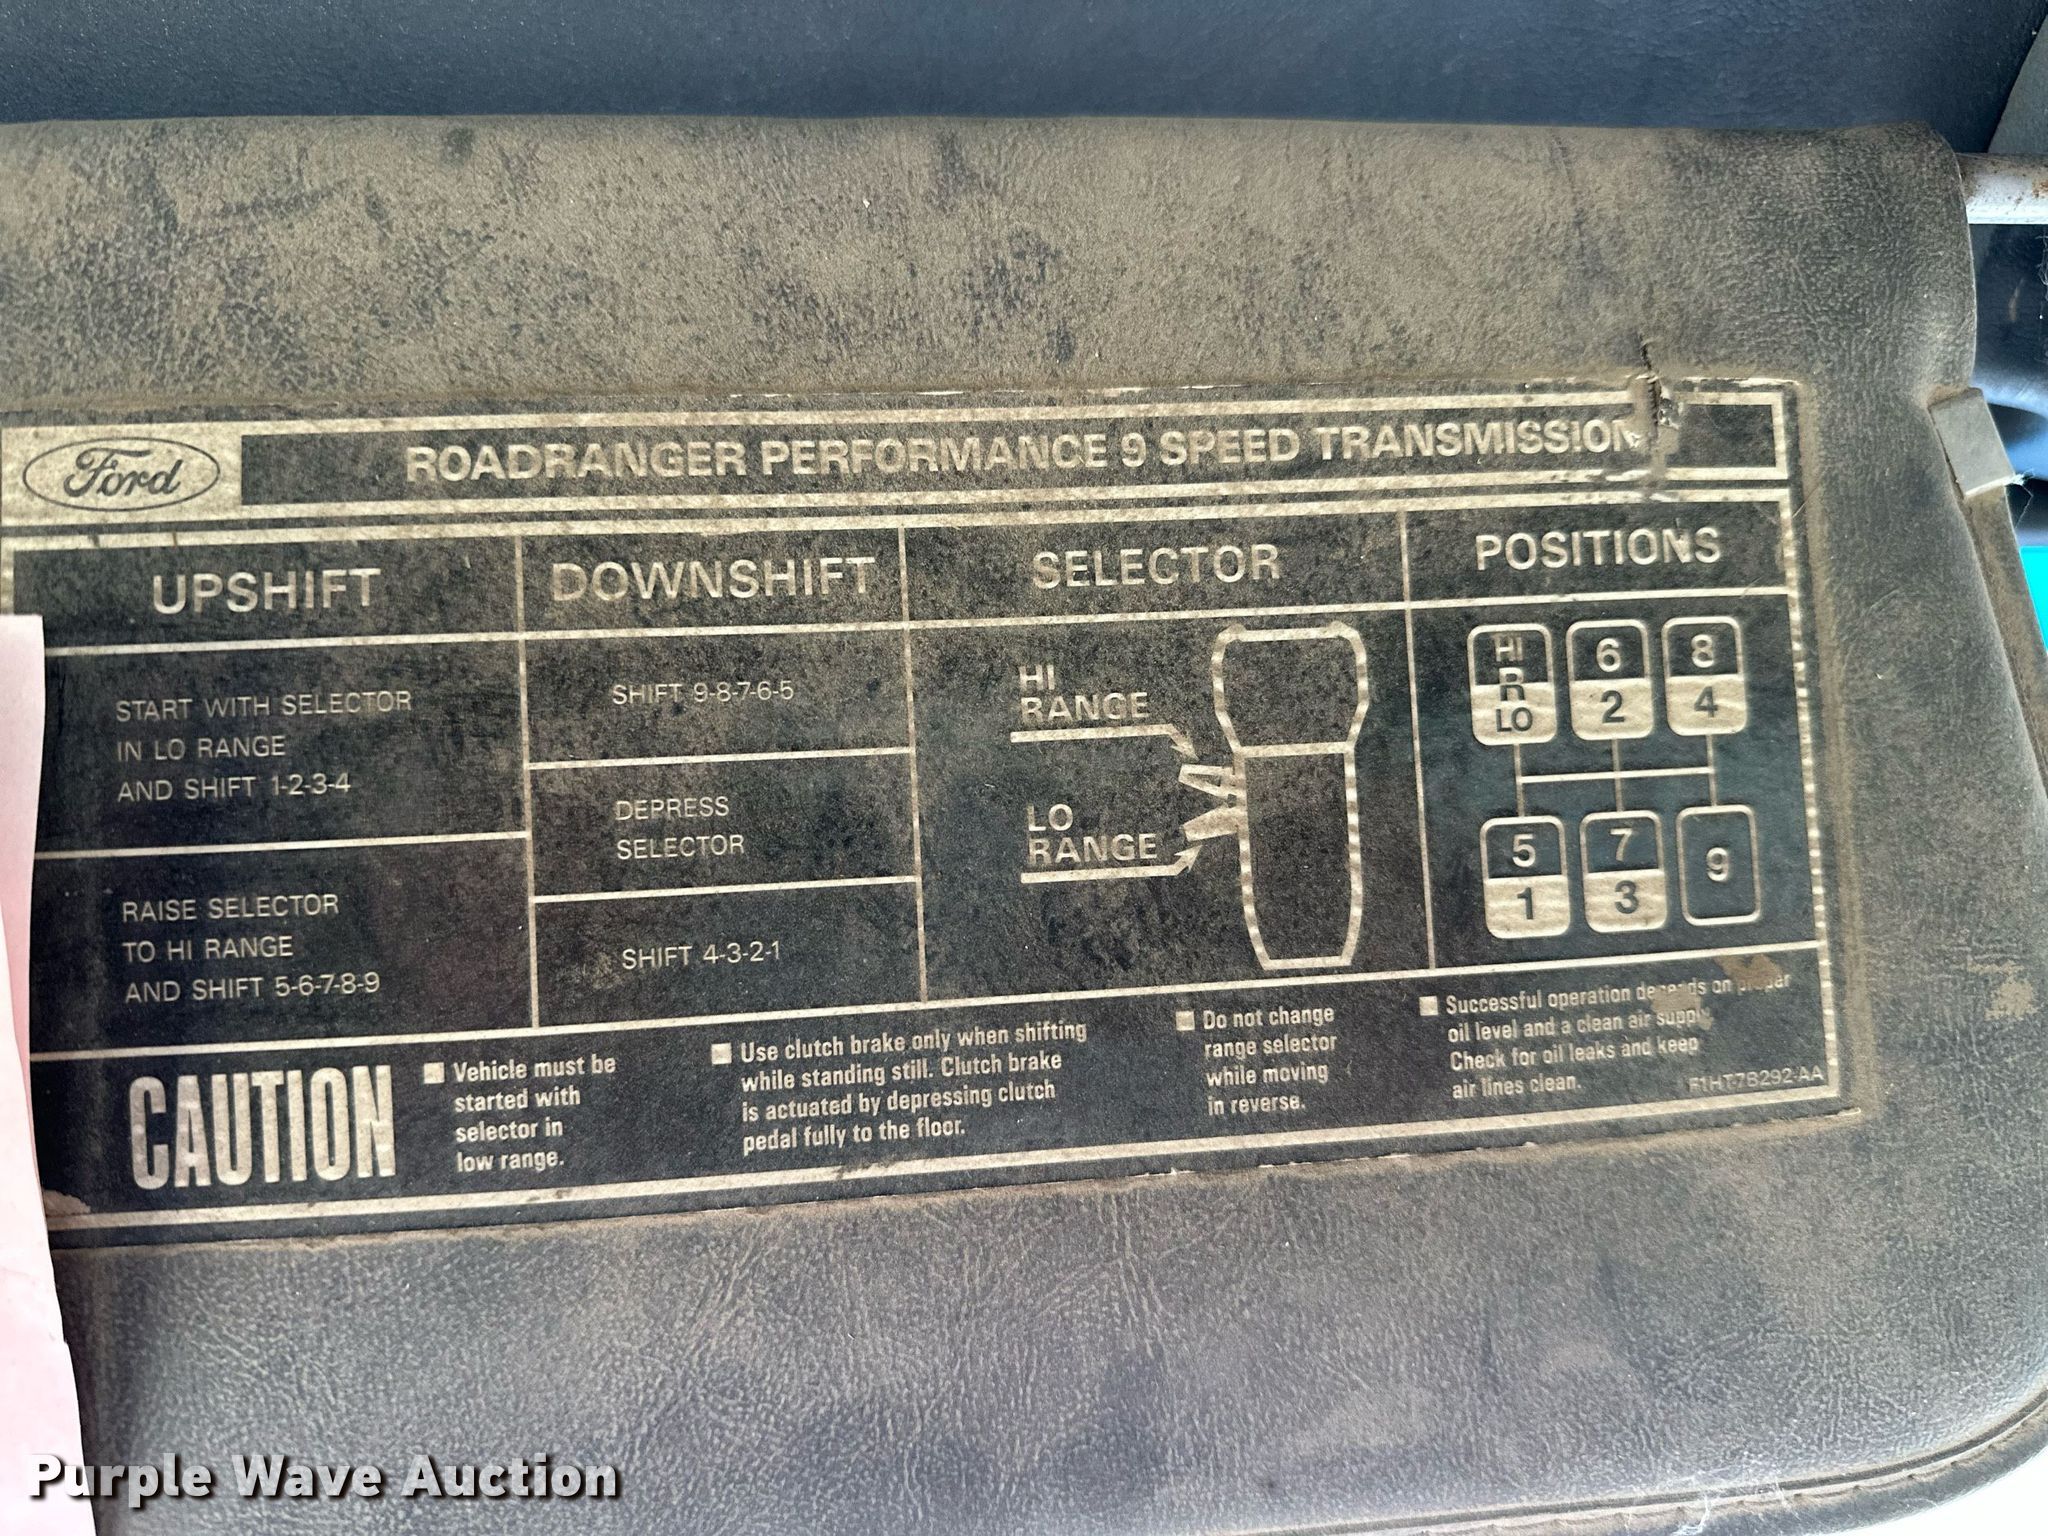 Ford
ROADRANGER PERFORMANCE 9 SPEED TRANSMISSION
UPSHIFT
START WITH SELECTOR
IN LO RANGE
AND SHIFT 1-2-3-4
RAISE SELECTOR
TO HI RANGE
AND SHIFT 5-6-7-8-9
DOWNSHIFT
SHIFT 9-8-7-6-5
DEPRESS
SELECTOR
SHIFT 4-3-2-1
SELECTOR
HI
RANGE
LO
RANGE
POSITIONS
HI 6 8
R
LO 2 4
5 7 9
1 3
CAUTION
Vehicle must be
started with
selector in
low range.
Use clutch brake only when shifting
while standing still. Clutch brake
is actuated by depressing clutch
pedal fully to the floor.
Do not change
range selector
while moving
in reverse.
Successful operation depends on proper
oil level and a clean air supply.
Check for oil leaks and keep
air lines clean.
F1HT-7B292-AA
Purple Wave Auction